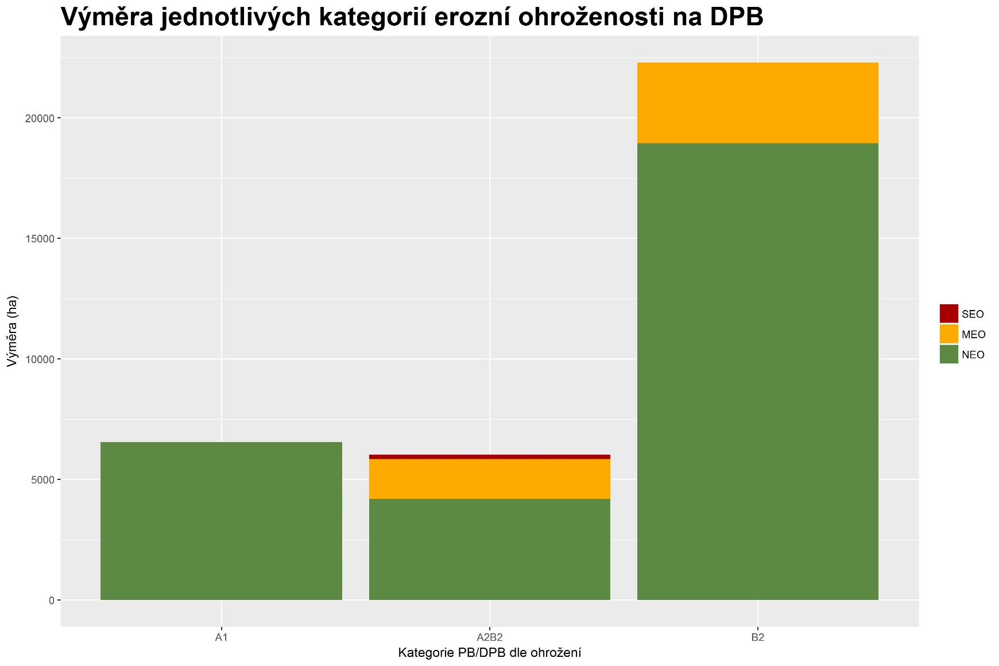 Výměra jednotlivých kategorií erozní ohroženosti na DPB
Výměra (ha)
20000
15000
10000
5000
0
A1
A2B2
B2
Kategorie PB/DPB dle ohrožení
SEO
MEO
NEO